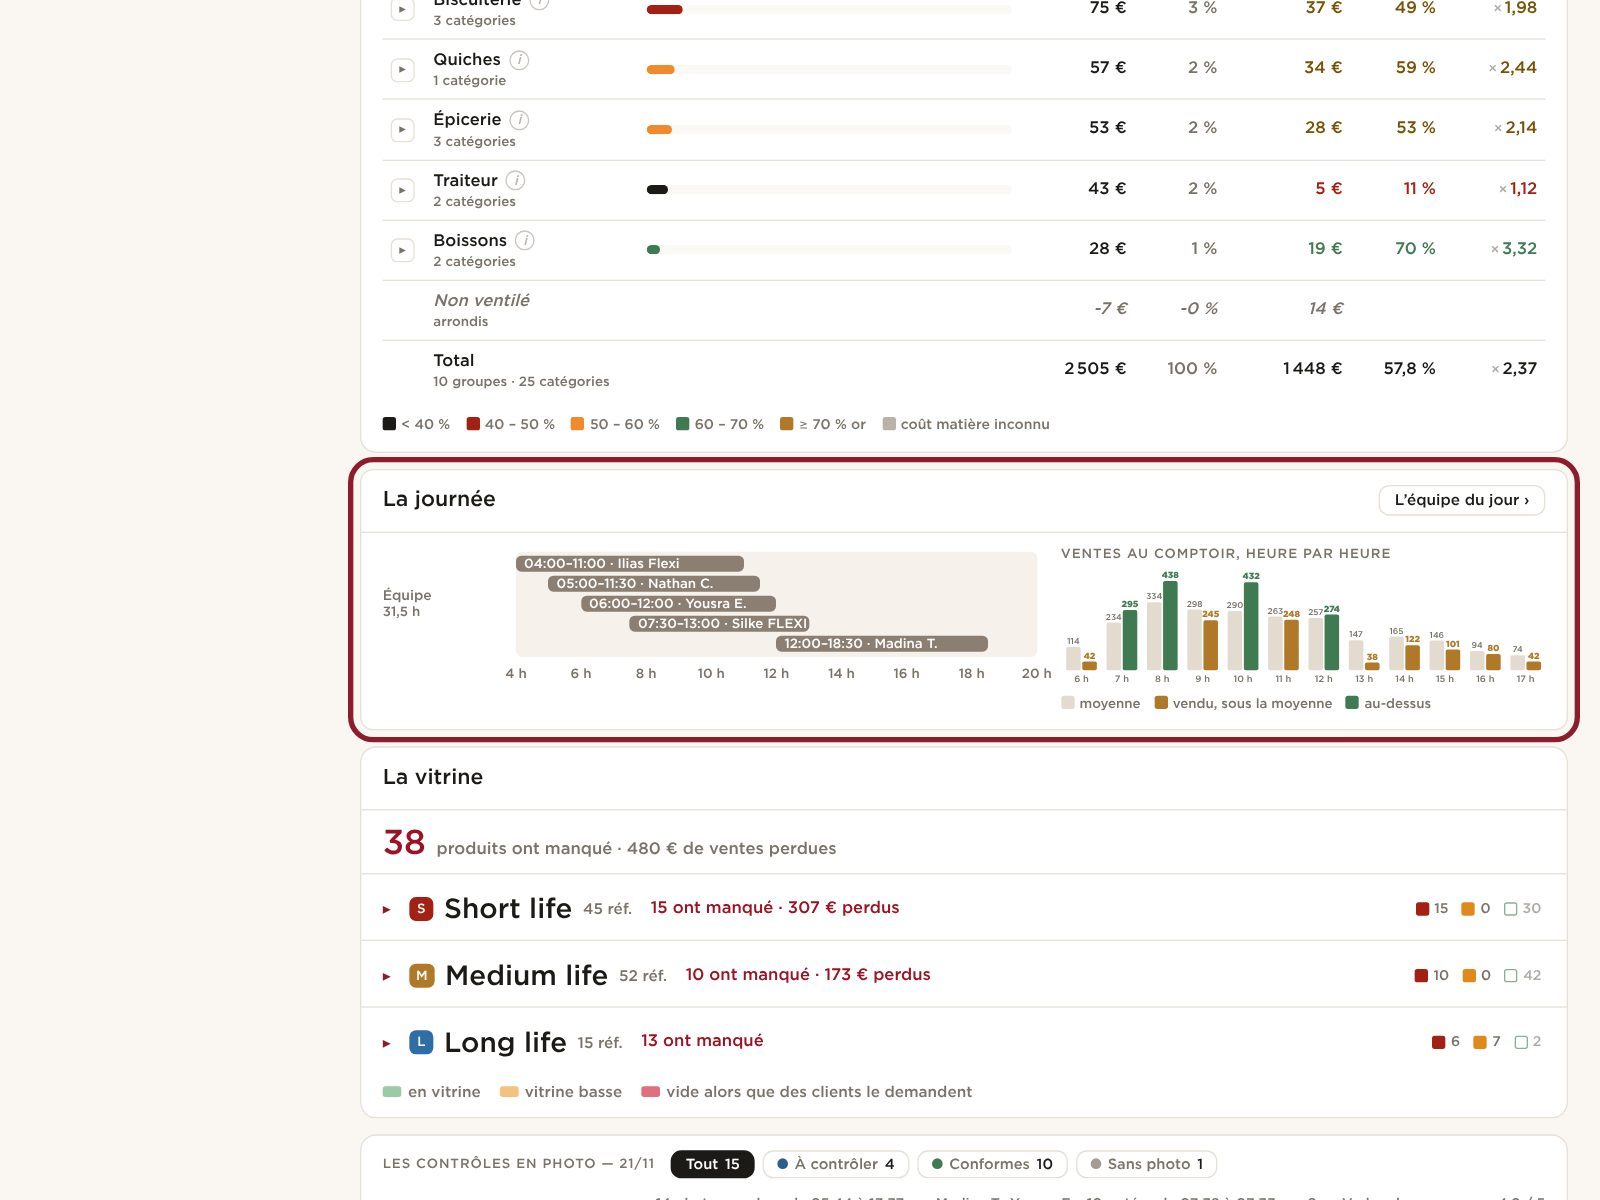 Biscuiterie i 75 € 3 % 37 € 49 % ×1,98
3 catégories
Quiches i 57 € 2 % 34 € 59 % ×2,44
1 catégorie
Épicerie i 53 € 2 % 28 € 53 % ×2,14
3 catégories
Traiteur i 43 € 2 % 5 € 11 % ×1,12
2 catégories
Boissons i 28 € 1 % 19 € 70 % ×3,32
2 catégories
Non ventilé -7 € -0 % 14 €
arrondis
Total 2 505 € 100 % 1 448 € 57,8 % ×2,37
10 groupes · 25 catégories
< 40 % 40 – 50 % 50 – 60 % 60 – 70 % ≥ 70 % or coût matière inconnu
La journée L'équipe du jour ›
Équipe
31,5 h
04:00–11:00 · Ilias Flexi
05:00–11:30 · Nathan C.
06:00–12:00 · Yousra E.
07:30–13:00 · Silke FLEXI
12:00–18:30 · Madina T.
4 h 6 h 8 h 10 h 12 h 14 h 16 h 18 h 20 h
VENTES AU COMPTOIR, HEURE PAR HEURE
114 42 234 295 334 438 298 245 290 432 263 248 257 274 147 38 165 122 146 101 94 80 74 42
6 h 7 h 8 h 9 h 10 h 11 h 12 h 13 h 14 h 15 h 16 h 17 h
moyenne vendu, sous la moyenne au-dessus
La vitrine
38 produits ont manqué · 480 € de ventes perdues
S Short life 45 réf. 15 ont manqué · 307 € perdus 15 0 30
M Medium life 52 réf. 10 ont manqué · 173 € perdus 10 0 42
L Long life 15 réf. 13 ont manqué 6 7 2
en vitrine vitrine basse vide alors que des clients le demandent
LES CONTRÔLES EN PHOTO — 21/11 Tout 15 À contrôler 4 Conformes 10 Sans photo 1